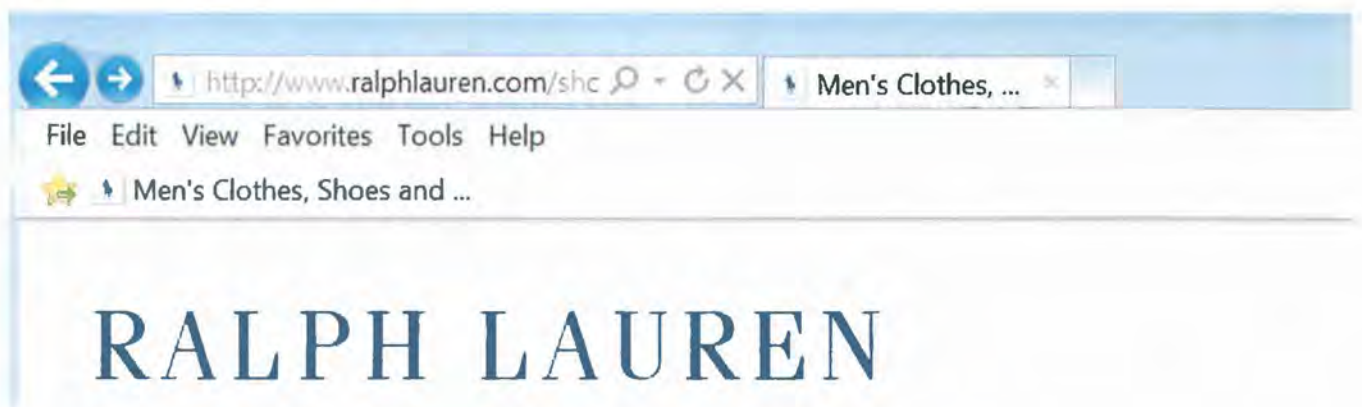 http://www.ralphlauren.com/shc Men's Clothes, ...
File Edit View Favorites Tools Help
Men's Clothes, Shoes and ...
RALPH LAUREN